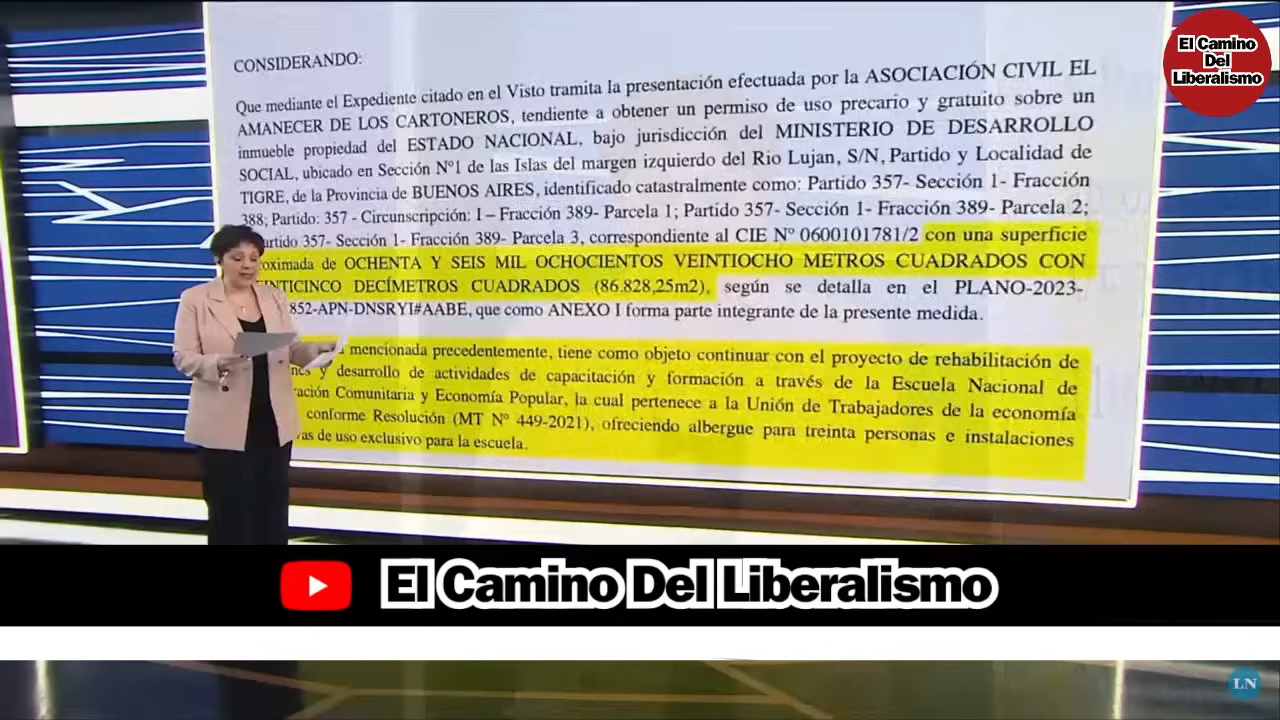 El Camino
Del
Liberalismo
CONSIDERANDO:
Que mediante el Expediente citado en el Visto tramita la presentación efectuada por la ASOCIACIÓN CIVIL EL
AMANECER DE LOS CARTONEROS, tendiente a obtener un permiso de uso precario y gratuito sobre un
inmueble propiedad del ESTADO NACIONAL, bajo jurisdicción del MINISTERIO DE DESARROLLO
SOCIAL, ubicado en Sección Nº1 de las Islas del margen izquierdo del Rio Lujan, S/N, Partido y Localidad de
TIGRE, de la Provincia de BUENOS AIRES, identificado catastralmente como: Partido 357- Sección 1- Fracción
388; Partido: 357 - Circunscripción: I – Fracción 389- Parcela 1; Partido 357- Sección 1- Fracción 389- Parcela 2;
artido 357- Sección 1- Fracción 389- Parcela 3, correspondiente al CIE Nº 0600101781/2 con una superficie
oximada de OCHENTA Y SEIS MIL OCHOCIENTOS VEINTIOCHO METROS CUADRADOS CON
INTICINCO DECÍMETROS CUADRADOS (86.828,25m2), según se detalla en el PLANO-2023-
852-APN-DNSRYI#AABE, que como ANEXO I forma parte integrante de la presente medida.
mencionada precedentemente, tiene como objeto continuar con el proyecto de rehabilitación de
nes y desarrollo de actividades de capacitación y formación a través de la Escuela Nacional de
ración Comunitaria y Economía Popular, la cual pertenece a la Unión de Trabajadores de la economía
conforme Resolución (MT Nº 449-2021), ofreciendo albergue para treinta personas e instalaciones
vas de uso exclusivo para la escuela.
El Camino Del Liberalismo
LN